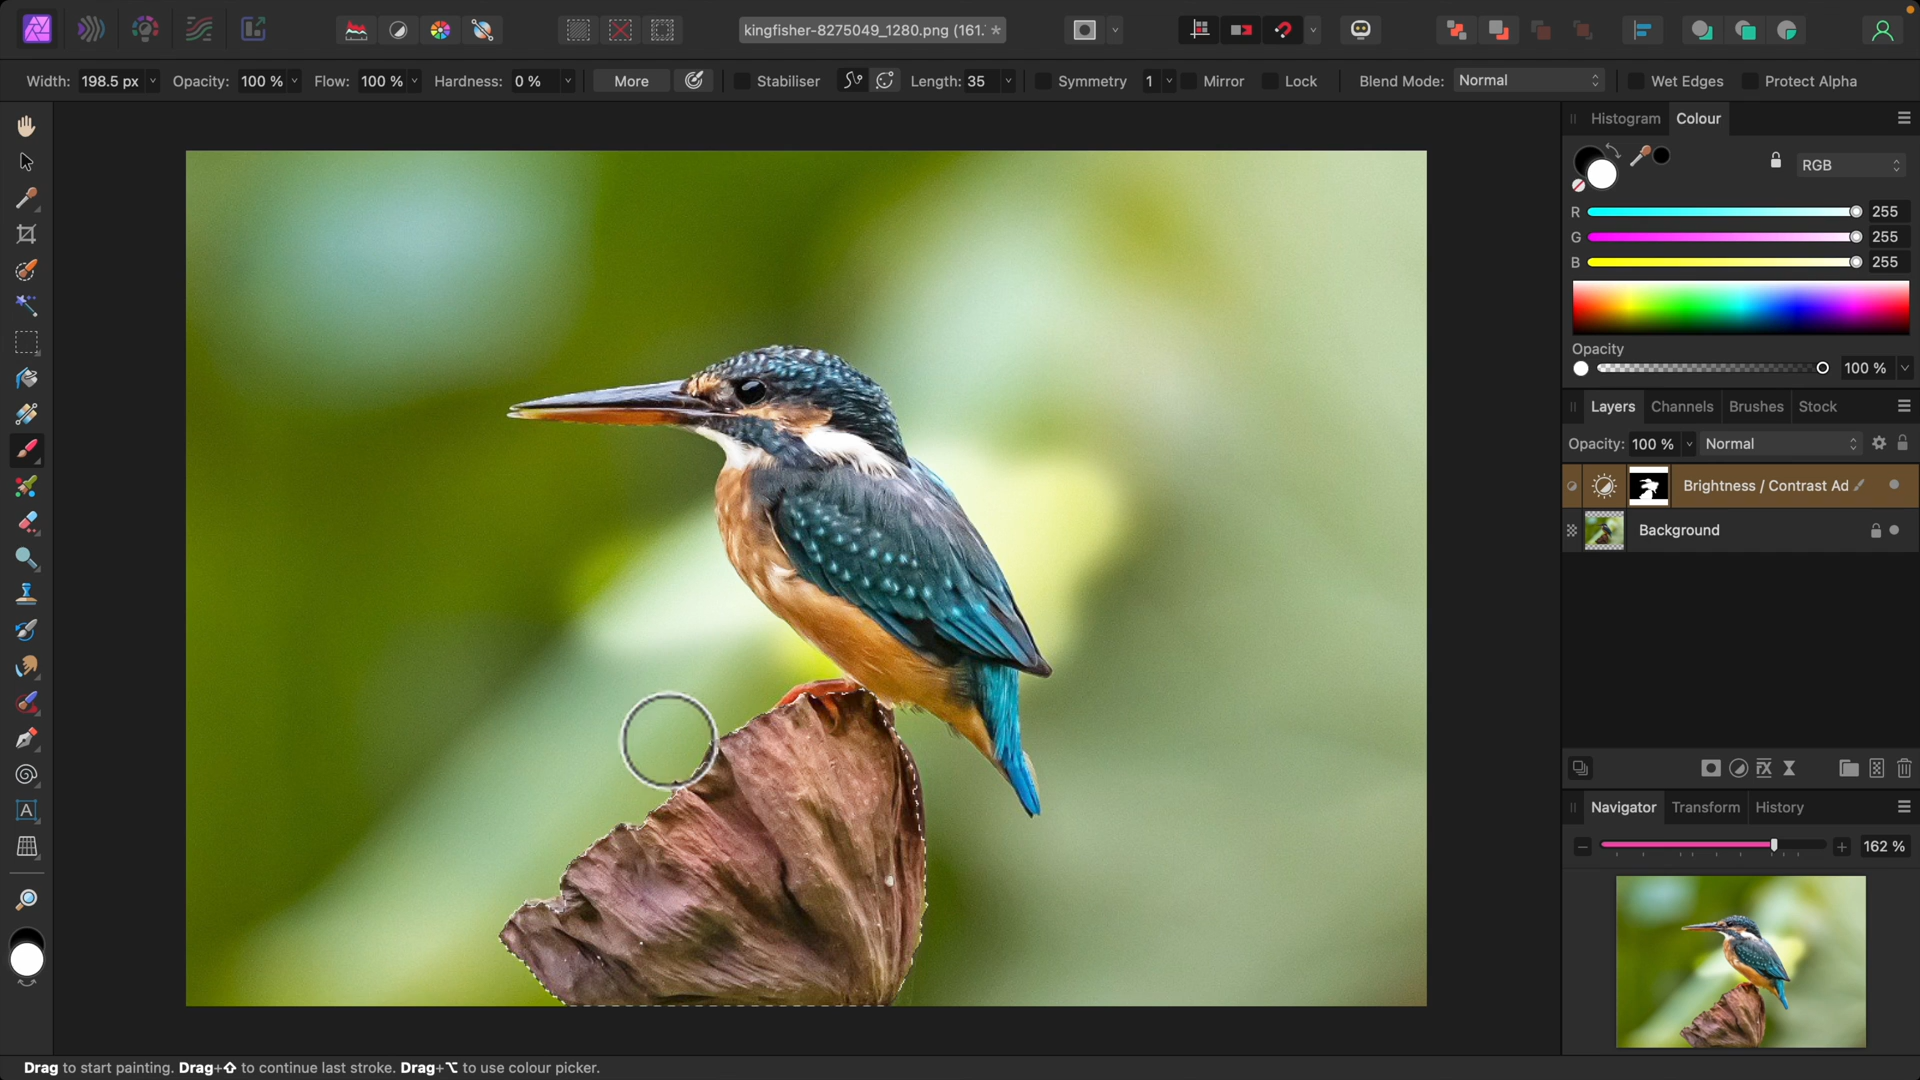 kingfisher-8275049_1280.png (161.˙ *
Width: 198.5 px Opacity: 100 % Flow: 100 % Hardness: 0 % More Stabiliser Length: 35 Symmetry 1 Mirror Lock Blend Mode: Normal Wet Edges Protect Alpha
Histogram Colour
RGB
R 255
G 255
B 255
Opacity
100 %
Layers Channels Brushes Stock
Opacity: 100 % Normal
Brightness / Contrast Ad
Background
FX
A
Navigator Transform History
162 %
Drag to start painting. Drag+⇧ to continue last stroke. Drag+⌥ to use colour picker.